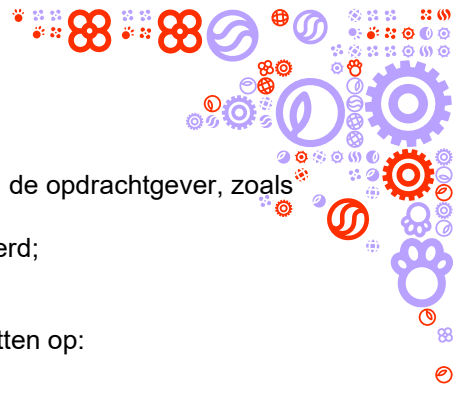 de opdrachtgever, zoals
erd;
tten op: